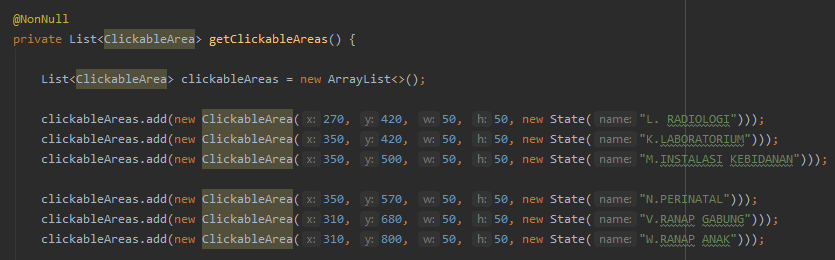 @NonNull
private List<ClickableArea> getClickableAreas() {
List<ClickableArea> clickableAreas = new ArrayList<>();
clickableAreas.add(new ClickableArea( x: 270, y: 420, w: 50, h: 50, new State( name: "L. RADIOLOGI")));
clickableAreas.add(new ClickableArea( x: 350, y: 420, w: 50, h: 50, new State( name: "K.LABORATORIUM")));
clickableAreas.add(new ClickableArea( x: 350, y: 500, w: 50, h: 50, new State( name: "M.INSTALASI KEBIDANAN")));
clickableAreas.add(new ClickableArea( x: 350, y: 570, w: 50, h: 50, new State( name: "N.PERINATAL")));
clickableAreas.add(new ClickableArea( x: 310, y: 680, w: 50, h: 50, new State( name: "V.RANAP GABUNG")));
clickableAreas.add(new ClickableArea( x: 310, y: 800, w: 50, h: 50, new State( name: "W.RANAP ANAK")));